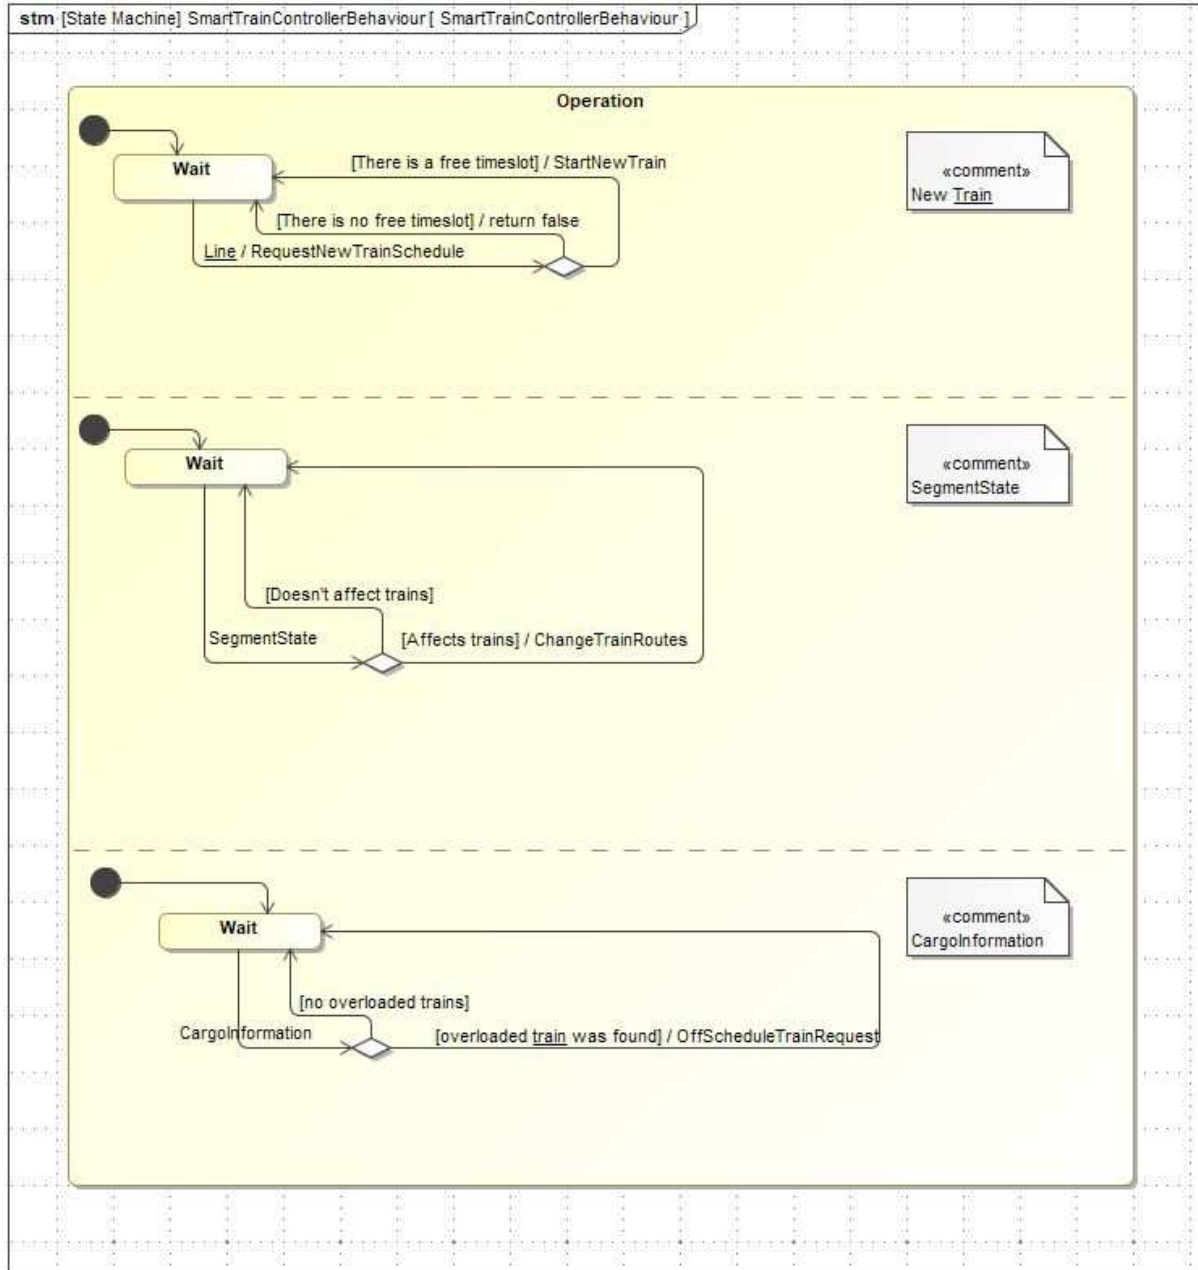 stm [State Machine] SmartTrainControllerBehaviour [ SmartTrainControllerBehaviour ]
Operation
Wait
[There is a free timeslot] / StartNewTrain
[There is no free timeslot] / return false
Line / RequestNewTrainSchedule
«comment»
New Train
Wait
[Doesn't affect trains]
SegmentState
[Affects trains] / ChangeTrainRoutes
«comment»
SegmentState
Wait
[no overloaded trains]
CargoInformation
[overloaded train was found] / OffScheduleTrainRequest
«comment»
CargoInformation